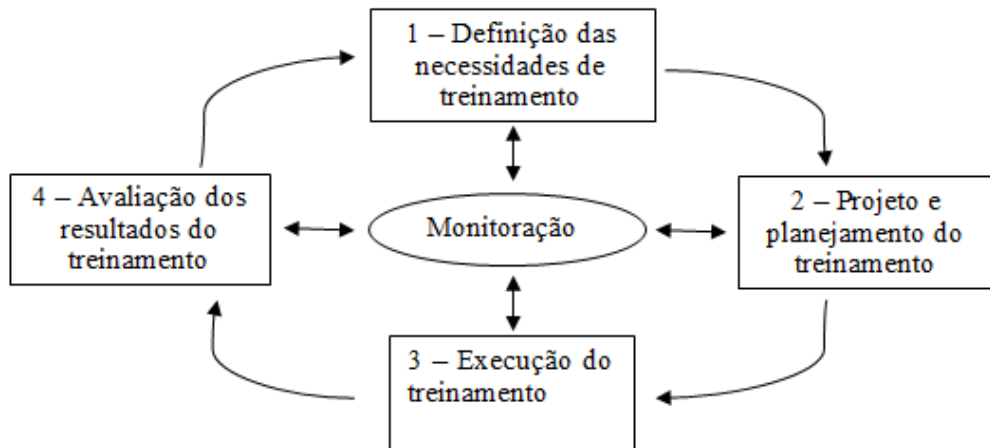 1 – Definição das
necessidades de
treinamento
2 – Projeto e
planejamento do
treinamento
3 – Execução do
treinamento
4 – Avaliação dos
resultados do
treinamento
Monitoração